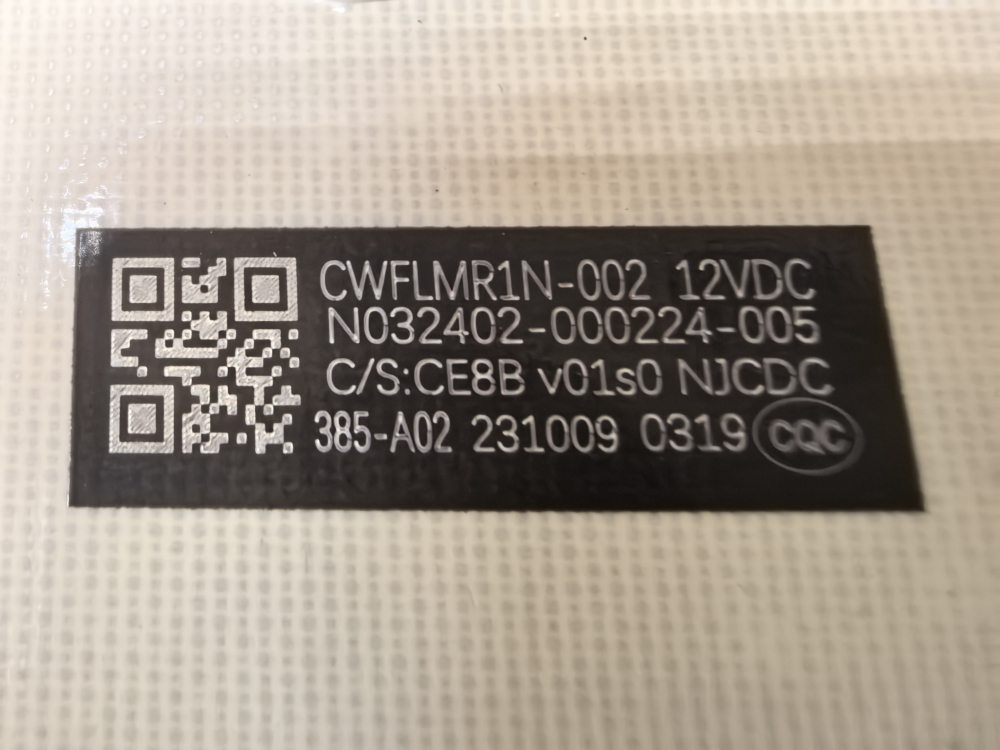 CWFLMR1N-002 12VDC
N032402-000224-005
C/S:CE8B v01s0 NJCDC
385-A02 231009 0319 CQC